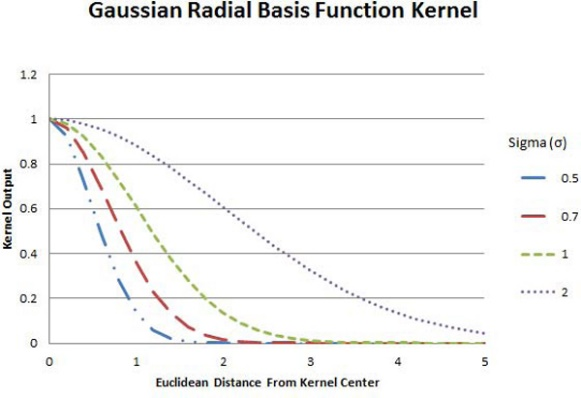 Gaussian Radial Basis Function Kernel
1.2
1
0.8
0.6
0.4
0.2
0
Kernel Output
0 1 2 3 4 5
Euclidean Distance From Kernel Center
Sigma (σ)
0.5
0.7
1
2